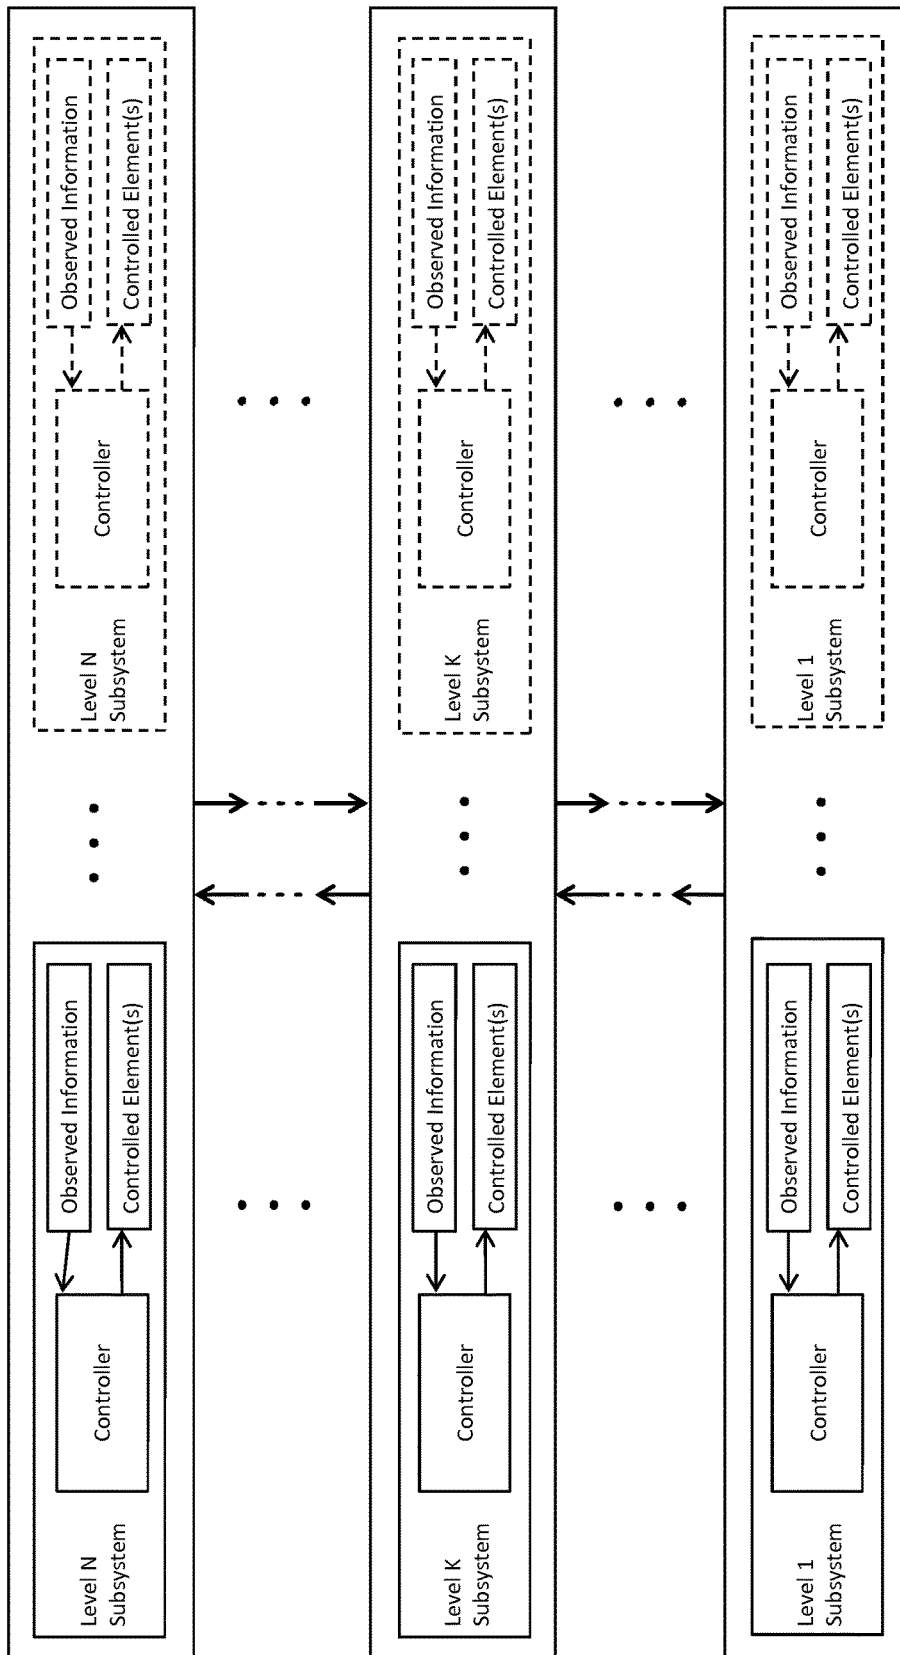 Level N
Subsystem
Controller
Observed Information
Controlled Element(s)
Level N
Subsystem
Controller
Observed Information
Controlled Element(s)
Level K
Subsystem
Controller
Observed Information
Controlled Element(s)
Level K
Subsystem
Controller
Observed Information
Controlled Element(s)
Level 1
Subsystem
Controller
Observed Information
Controlled Element(s)
Level 1
Subsystem
Controller
Observed Information
Controlled Element(s)